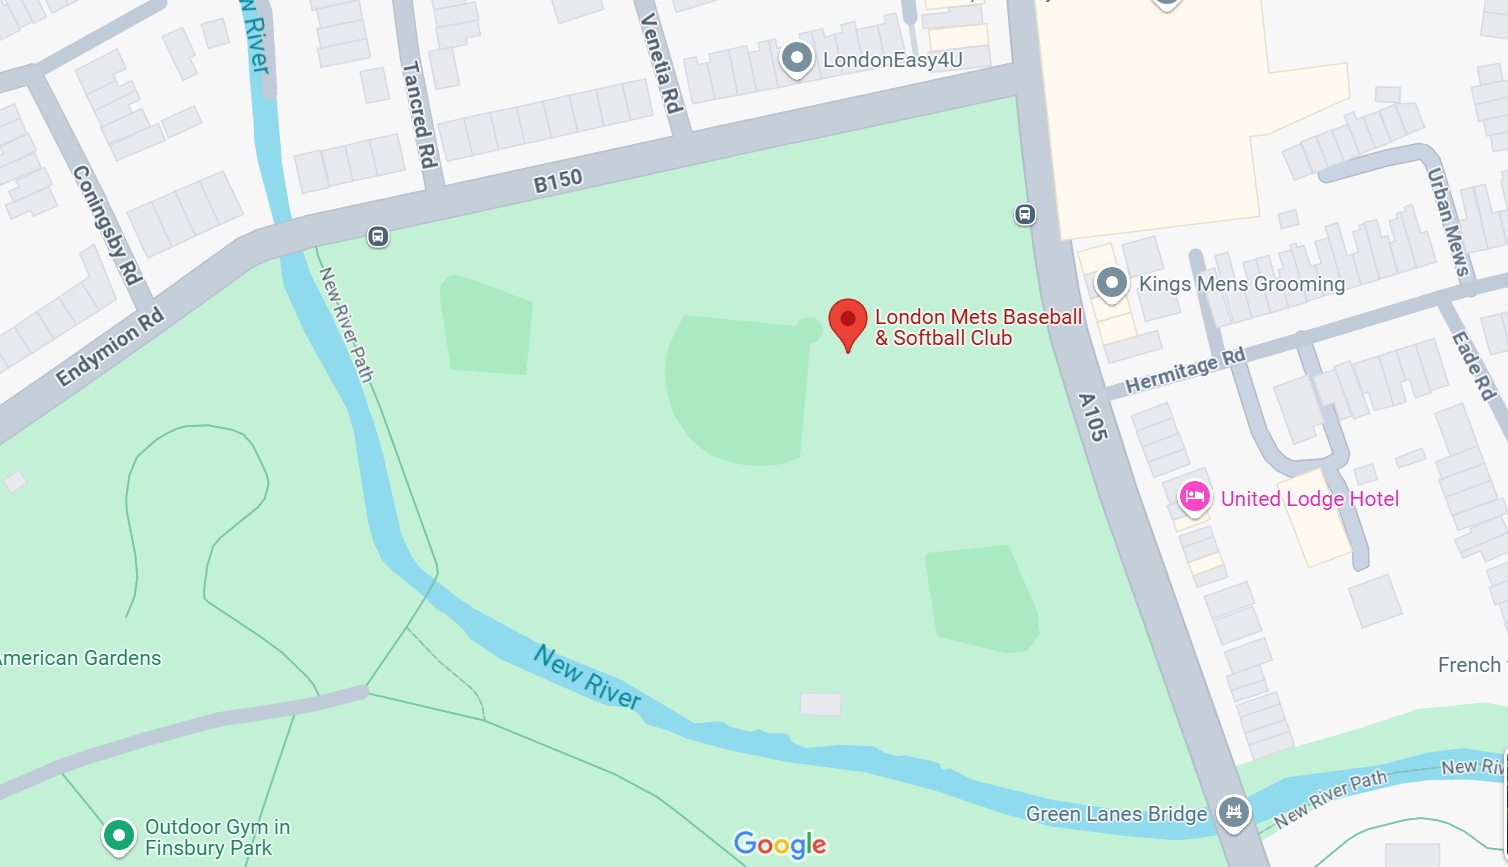 New River
LondonEasy4U
Venetia Rd
Tancred Rd
B150
Coningsby Rd
Urban Mews
New River Path
Kings Mens Grooming
London Mets Baseball
& Softball Club
Endymion Rd
Hermitage Rd
Eade Rd
A105
United Lodge Hotel
American Gardens
New River
French
New River Path
New Riv
Green Lanes Bridge
Outdoor Gym in
Finsbury Park
Google